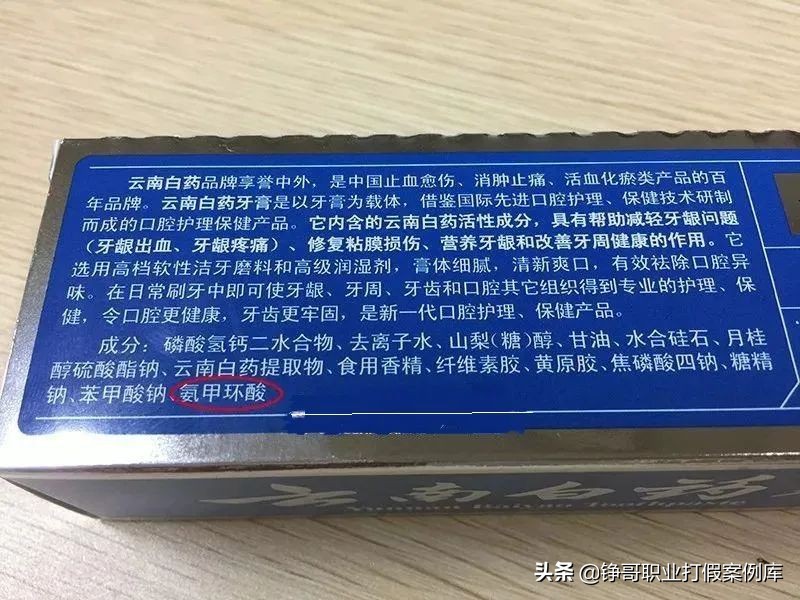 云南白药品牌享誉中外，是中国止血愈伤、消肿止痛、活血化瘀类产品的百
年品牌。云南白药牙膏是以牙膏为载体，借鉴国际先进口腔护理、保健技术研制
而成的口腔护理保健产品。它内含的云南白药活性成分，具有帮助减轻牙龈问题
（牙龈出血、牙龈疼痛）、修复粘膜损伤、营养牙龈和改善牙周健康的作用。它
选用高档软性洁牙磨料和高级润湿剂，膏体细腻，清新爽口，有效祛除口腔异
味。在日常刷牙中即可使牙龈、牙周、牙齿和口腔其它组织得到专业的护理、保
健，令口腔更健康，牙齿更牢固，是新一代口腔护理、保健产品。
成分：磷酸氢钙二水合物、去离子水、山梨（糖）醇、甘油、水合硅石、月桂
醇硫酸酯钠、云南白药提取物、食用香精、纤维素胶、黄原胶、焦磷酸四钠、糖精
钠、苯甲酸钠、氨甲环酸
云南白药
Yunnan Baiyao Toothpaste
头条 @铮哥职业打假案例库